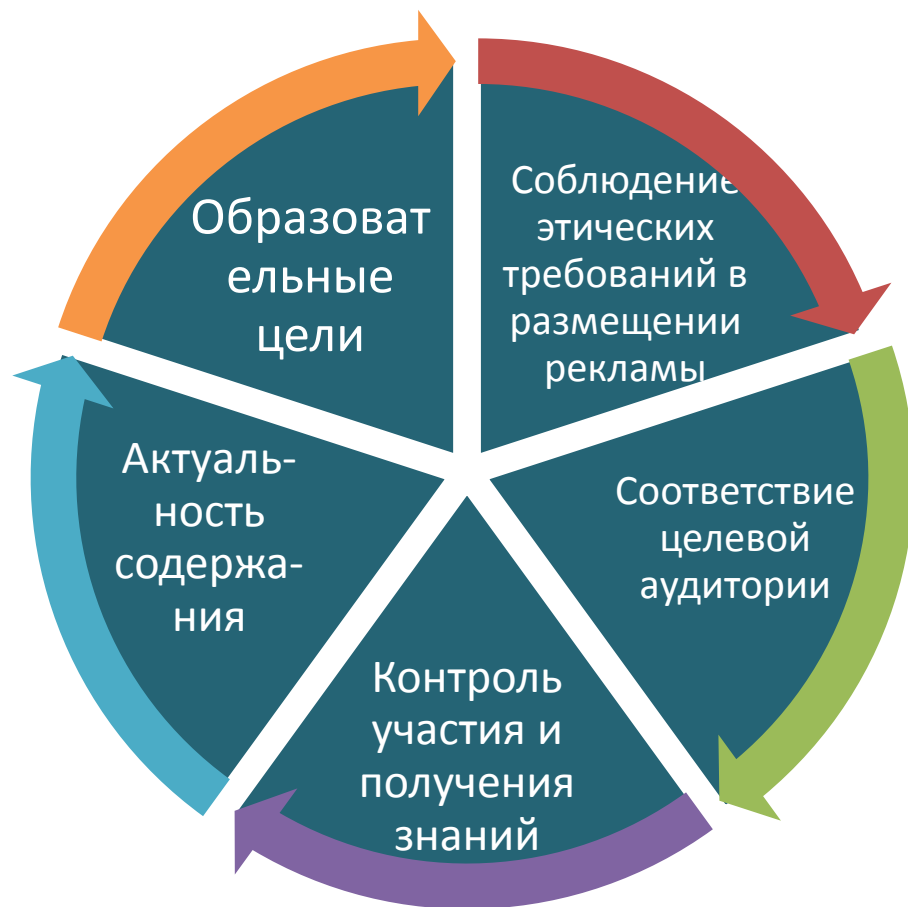 Образоват
ельные
цели
Соблюдение
этических
требований в
размещении
рекламы
Соответствие
целевой
аудитории
Контроль
участия и
получения
знаний
Актуаль-
ность
содержа-
ния